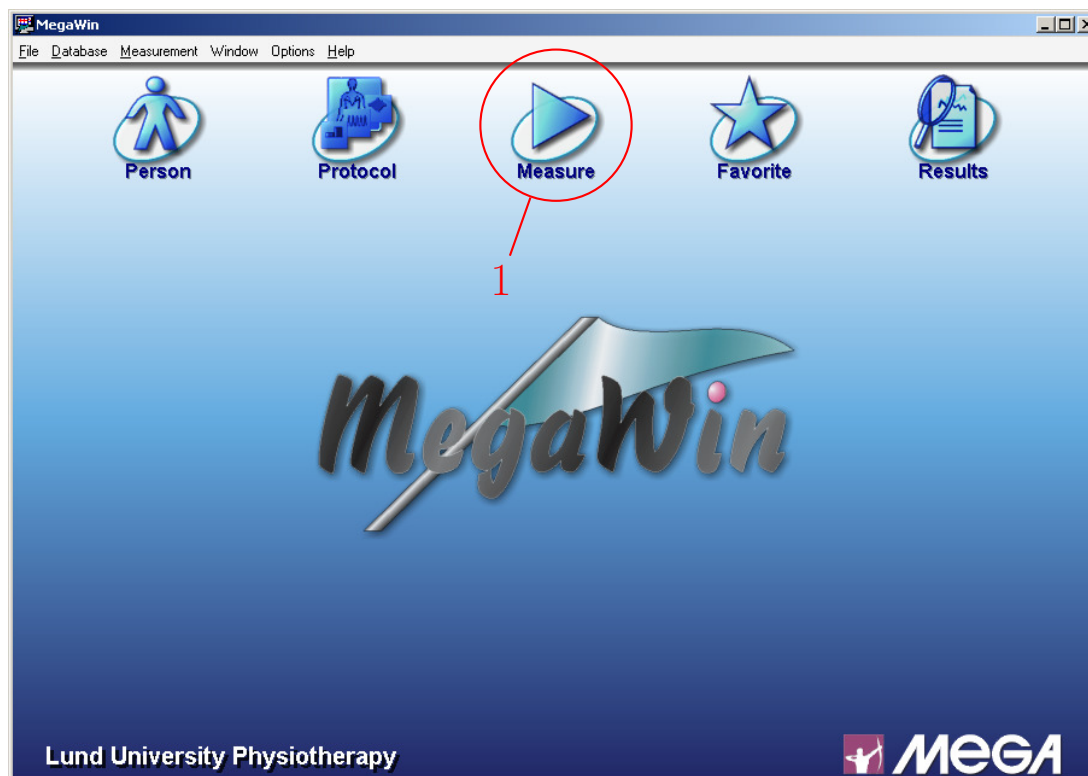 MegaWin
File Database Measurement Window Options Help
Person Protocol Measure Favorite Results
1
MegaWin
Lund University Physiotherapy
MEGA